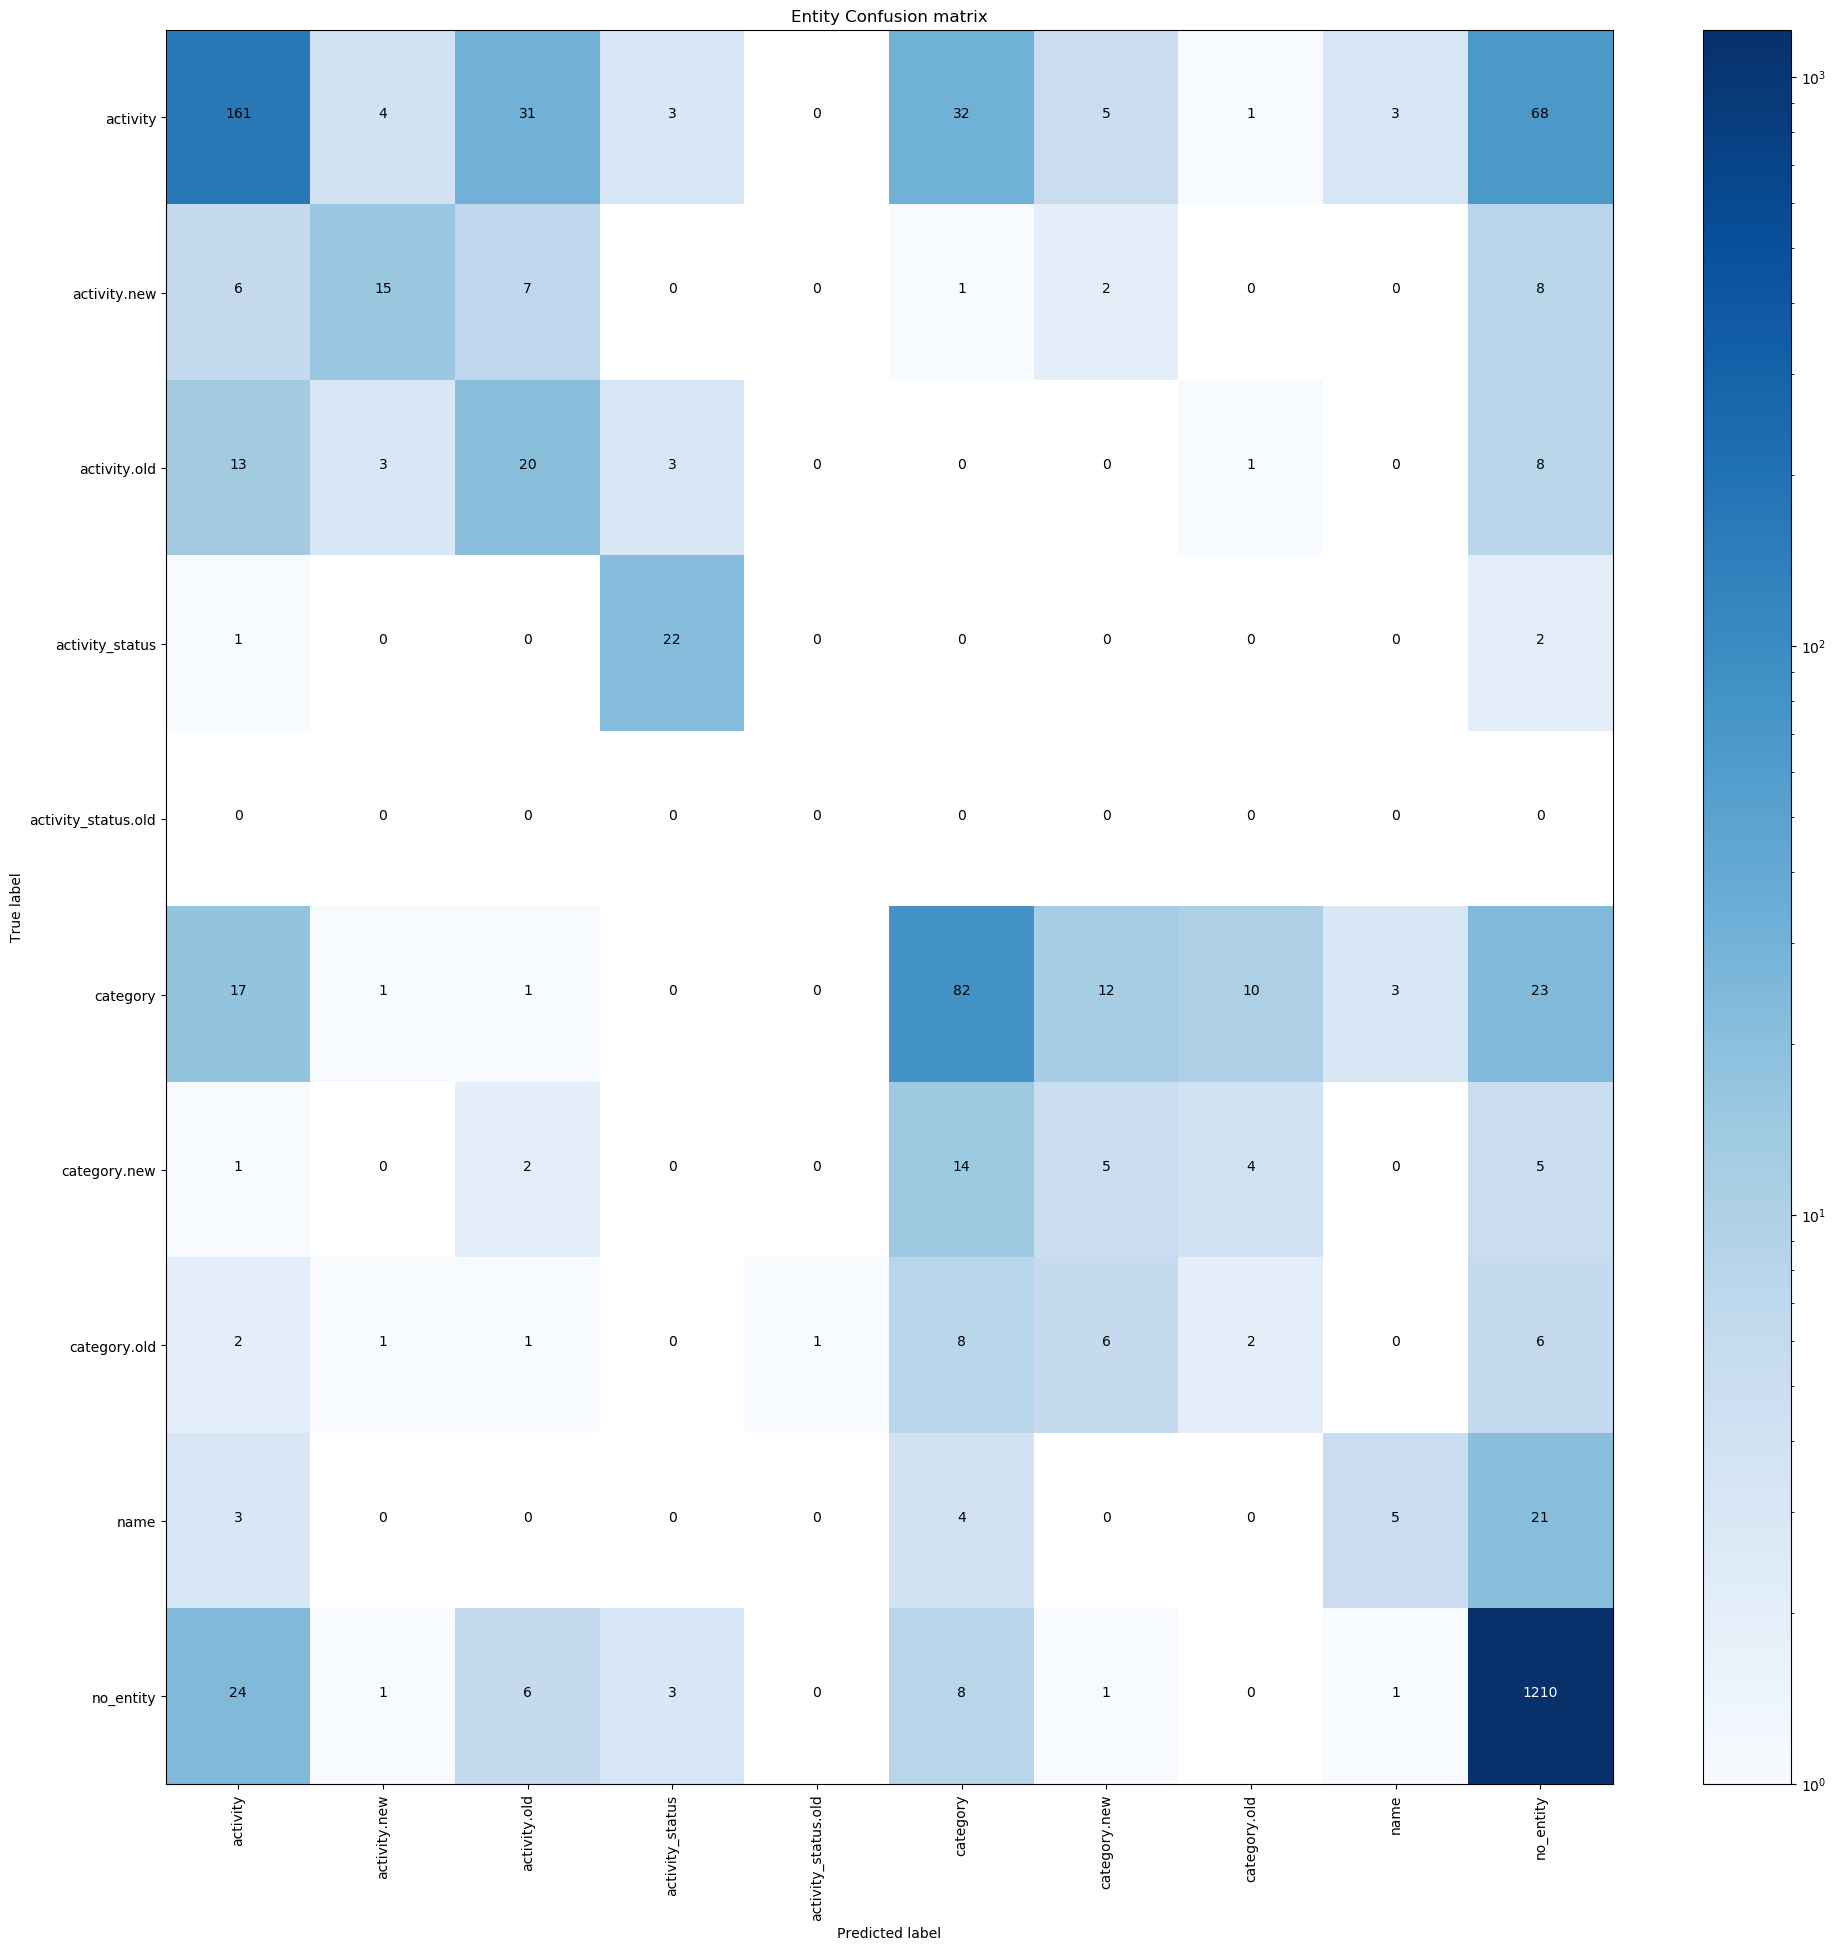 Entity Confusion matrix
activity 161 4 31 3 0 32 5 1 3 68
activity.new 6 15 7 0 0 1 2 0 0 8
activity.old 13 3 20 3 0 0 0 1 0 8
activity_status 1 0 0 22 0 0 0 0 0 2
activity_status.old 0 0 0 0 0 0 0 0 0 0
category 17 1 1 0 0 82 12 10 3 23
category.new 1 0 2 0 0 14 5 4 0 5
category.old 2 1 1 0 1 8 6 2 0 6
name 3 0 0 0 0 4 0 0 5 21
no_entity 24 1 6 3 0 8 1 0 1 1210
True label
activity
activity.new
activity.old
activity_status
activity_status.old
category
category.new
category.old
name
no_entity
Predicted label
10³
10²
10¹
10⁰